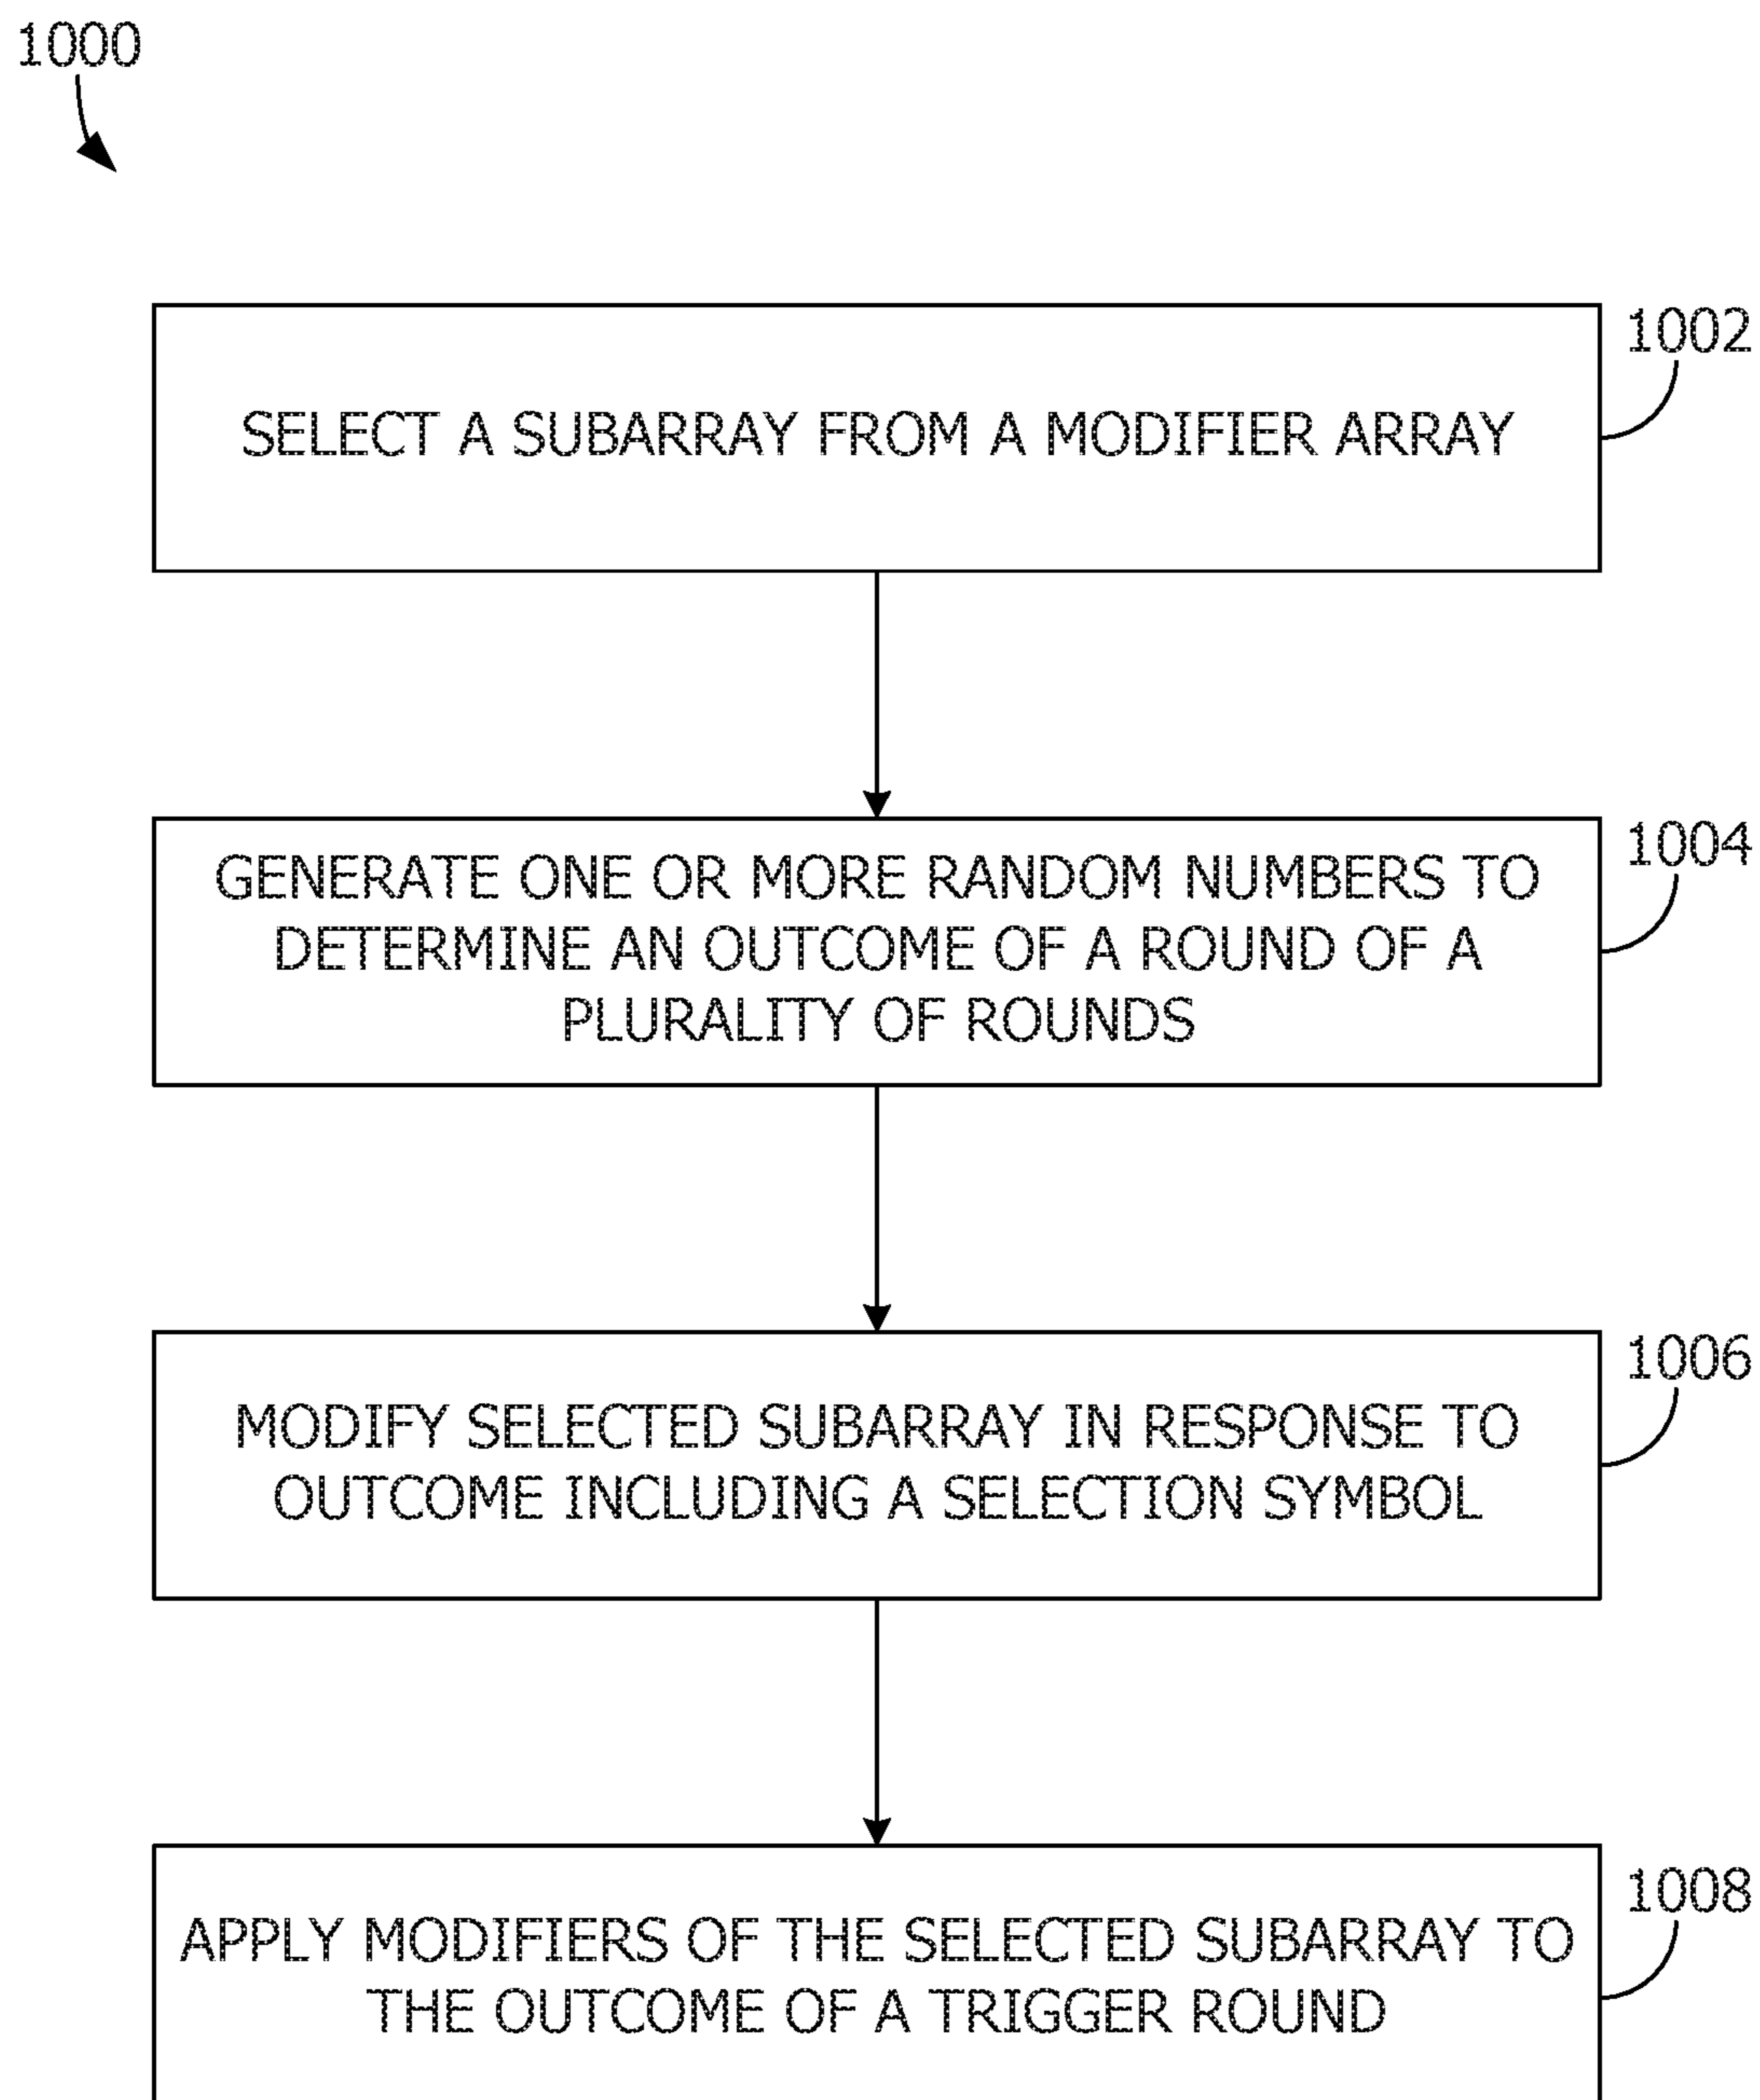 1000
1002
SELECT A SUBARRAY FROM A MODIFIER ARRAY
1004
GENERATE ONE OR MORE RANDOM NUMBERS TO
DETERMINE AN OUTCOME OF A ROUND OF A
PLURALITY OF ROUNDS
1006
MODIFY SELECTED SUBARRAY IN RESPONSE TO
OUTCOME INCLUDING A SELECTION SYMBOL
1008
APPLY MODIFIERS OF THE SELECTED SUBARRAY TO
THE OUTCOME OF A TRIGGER ROUND